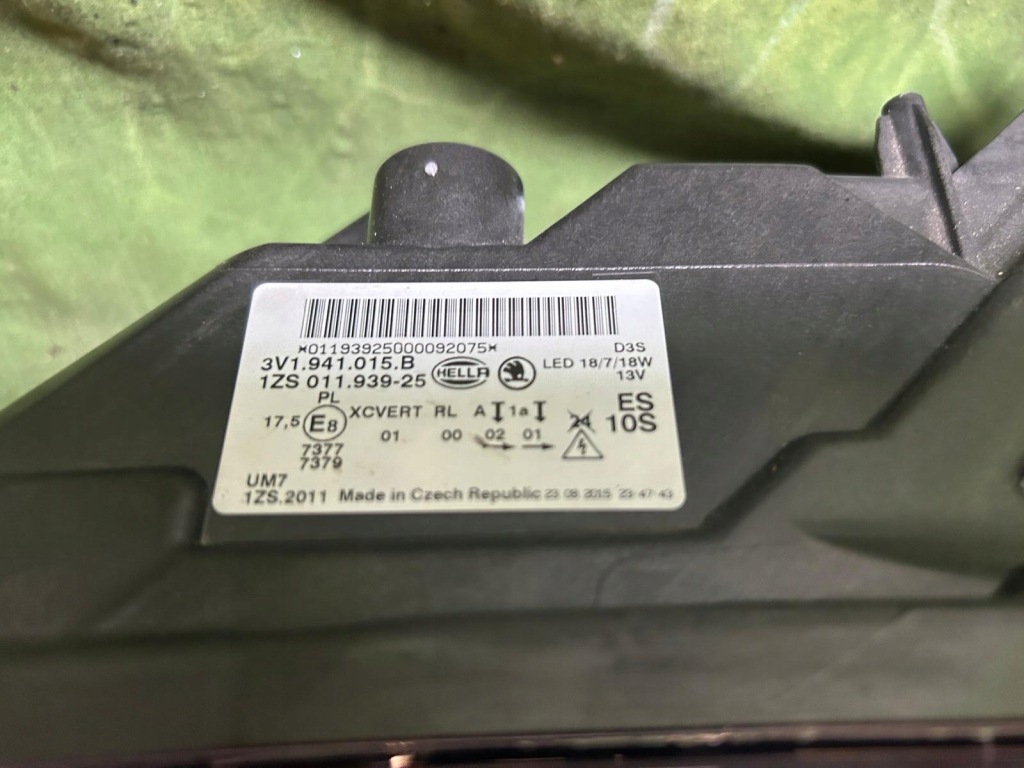 *01193925000092075*
D3S
3V1.941.015.B
LED 18/7/18W
1ZS 011.939-25
HELLA
13V
PL
ES
17,5 E8 XCVERT RL A 1a 24 10S
01 00 02 01
7377
7379
UM7
1ZS.2011 Made in Czech Republic 23 08 2015 23 47 43